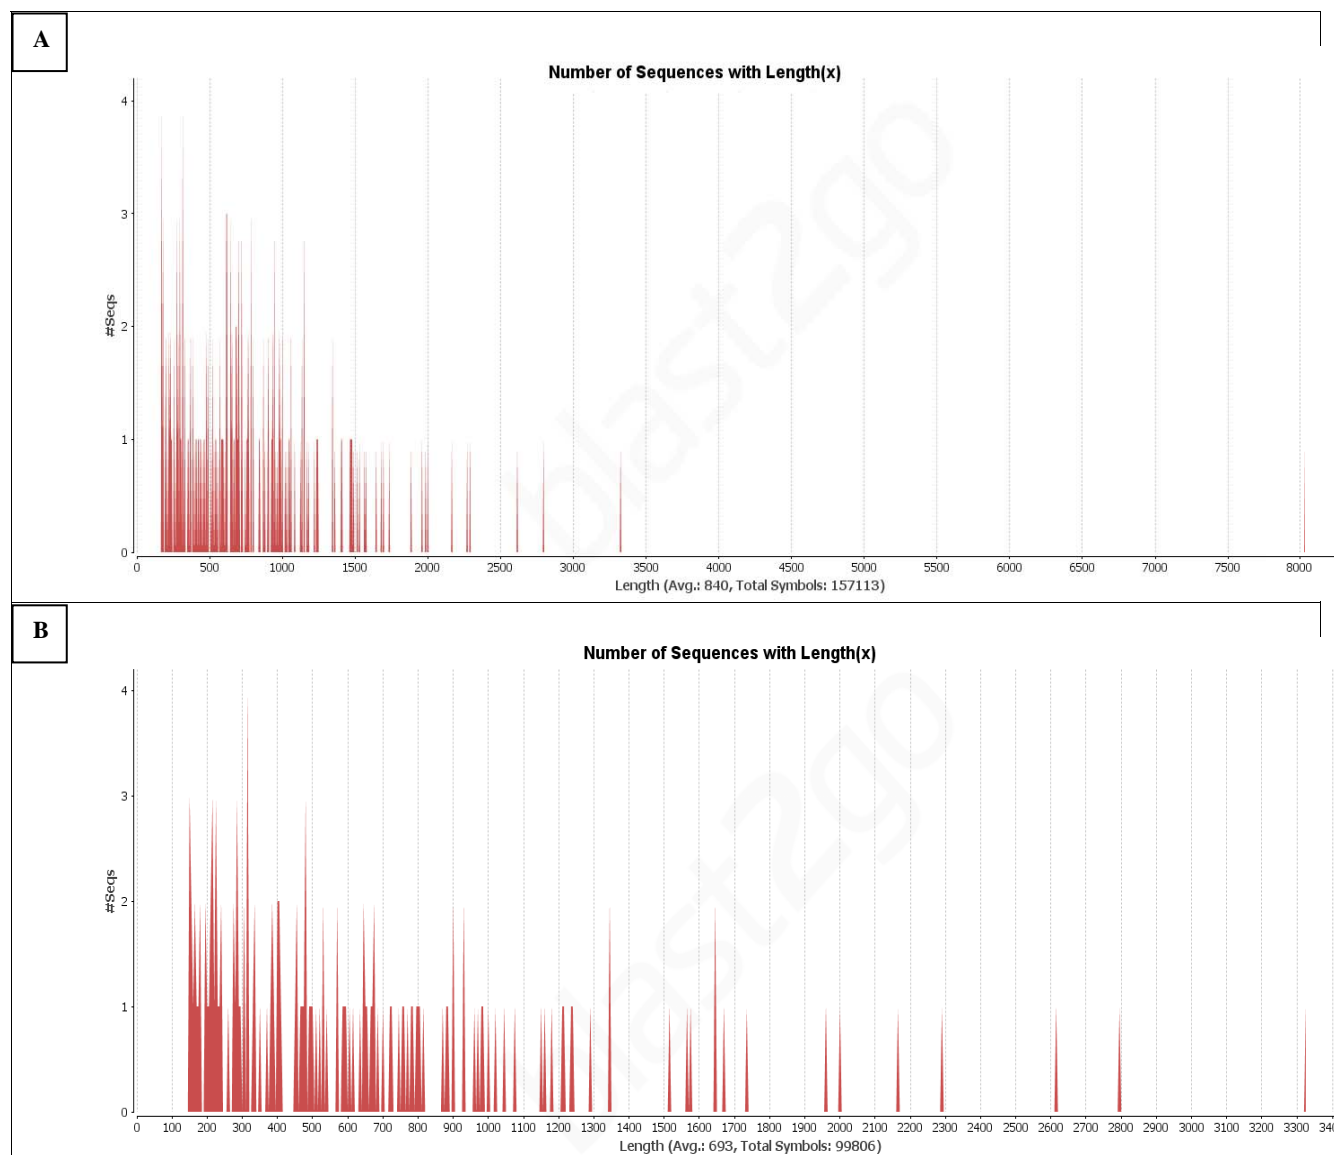 A
Number of Sequences with Length(x)
4
3
2
1
0
#Seqs
blast2go
0 500 1000 1500 2000 2500 3000 3500 4000 4500 5000 5500 6000 6500 7000 7500 8000
Length (Avg.: 840, Total Symbols: 157113)
B
Number of Sequences with Length(x)
4
3
2
1
0
#Seqs
blast2go
0 100 200 300 400 500 600 700 800 900 1000 1100 1200 1300 1400 1500 1600 1700 1800 1900 2000 2100 2200 2300 2400 2500 2600 2700 2800 2900 3000 3100 3200 3300
Length (Avg.: 693, Total Symbols: 99806)